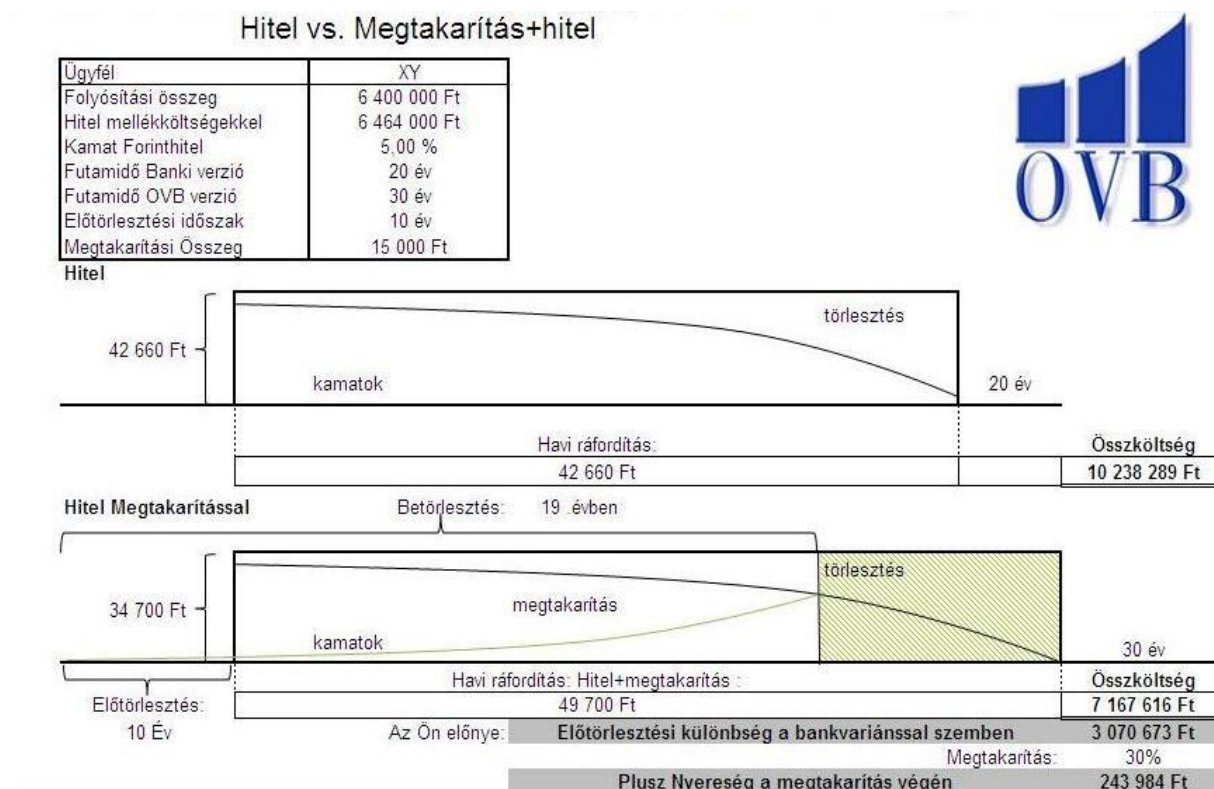 Hitel vs. Megtakarítás+hitel
Ügyfél XY
Folyósítási összeg 6 400 000 Ft
Hitel mellékköltségekkel 6 464 000 Ft
Kamat Forinthitel 5,00 %
Futamidő Banki verzió 20 év
Futamidő OVB verzió 30 év
Előtörlesztési időszak 10 év
Megtakarítási Összeg 15 000 Ft
OVB
Hitel
törlesztés
42 660 Ft
kamatok 20 év
Havi ráfordítás: Összköltség
42 660 Ft 10 238 289 Ft
Hitel Megtakarítással Betörlesztés: 19 .évben
törlesztés
34 700 Ft megtakarítás
kamatok 30 év
Havi ráfordítás: Hitel+megtakarítás : Összköltség
Előtörlesztés: 49 700 Ft 7 167 616 Ft
10 Év Az Ön előnye: Előtörlesztési különbség a bankvariánssal szemben 3 070 673 Ft
Megtakarítás: 30%
Plusz Nyereség a megtakarítás végén 243 984 Ft